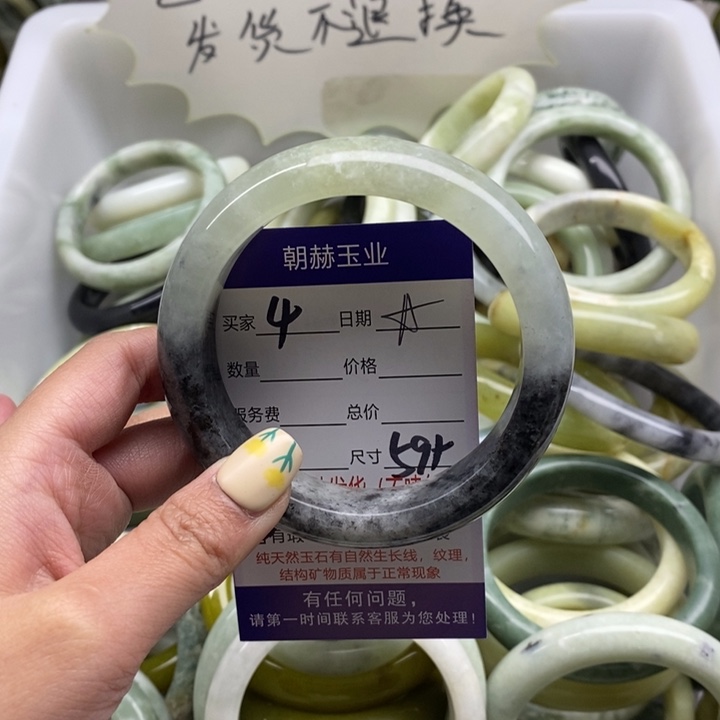 发货不退换
朝赫玉业
买家 4 日期
数量 价格
服务费 总价
尺寸 59+
纯天然玉石有自然生长线，纹理，
结构矿物质属于正常现象
有任何问题，
请第一时间联系客服为您处理！